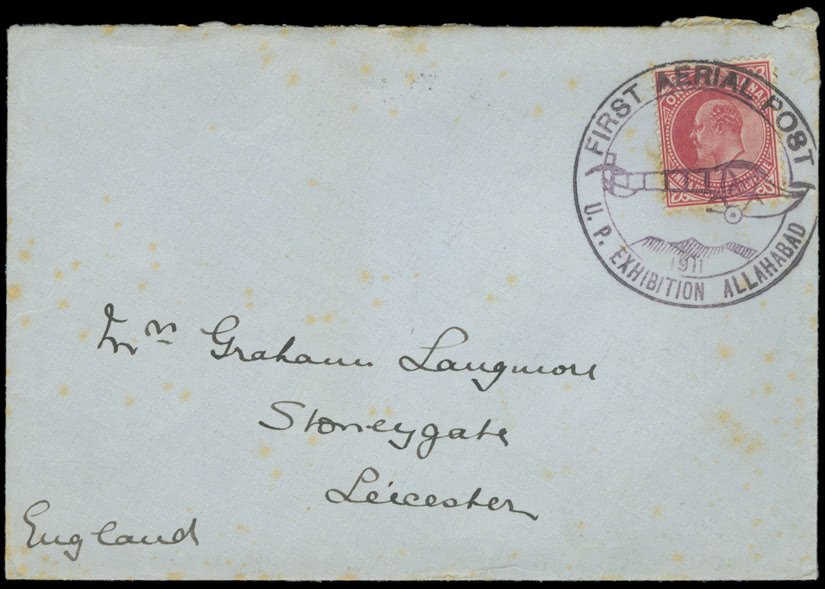 FIRST AERIAL POST
U. P. EXHIBITION ALLAHABAD
1911
Mrs Graham Langmore
Stoneygate
Leicester
England